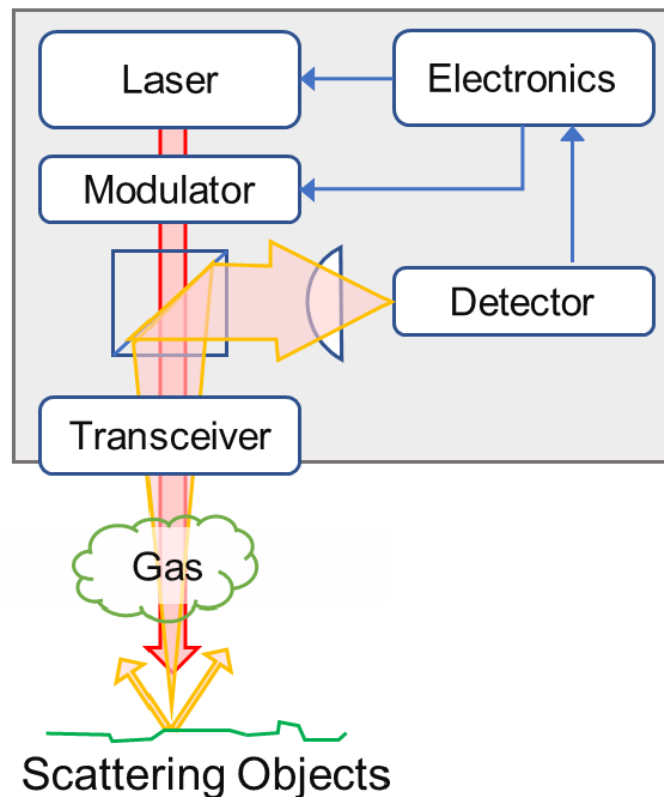 Laser
Electronics
Modulator
Detector
Transceiver
Gas
Scattering Objects